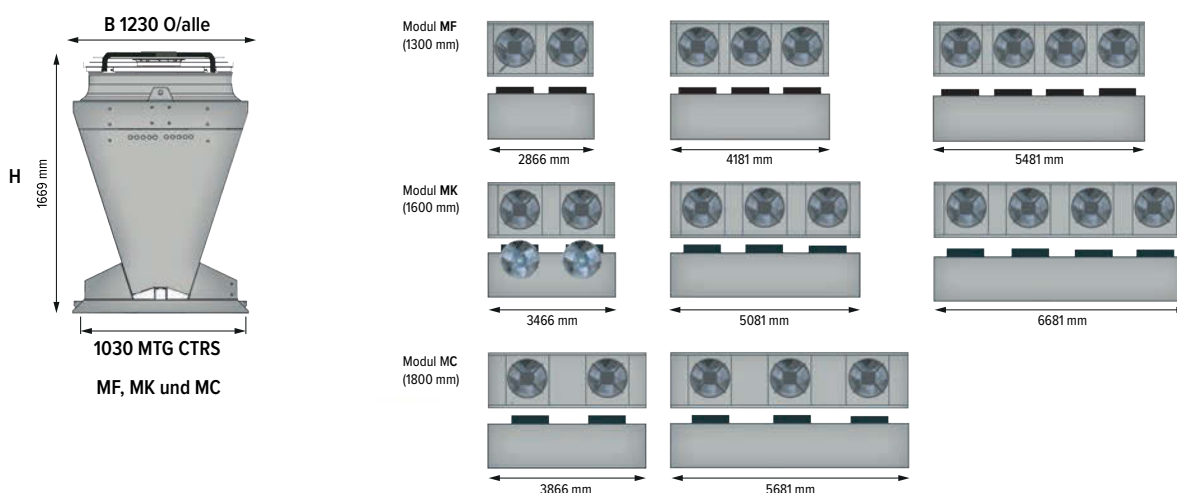 B 1230 O/alle
H
1669 mm
1030 MTG CTRS
MF, MK und MC
Modul MF
(1300 mm)
2866 mm
4181 mm
5481 mm
Modul MK
(1600 mm)
3466 mm
5081 mm
6681 mm
Modul MC
(1800 mm)
3866 mm
5681 mm